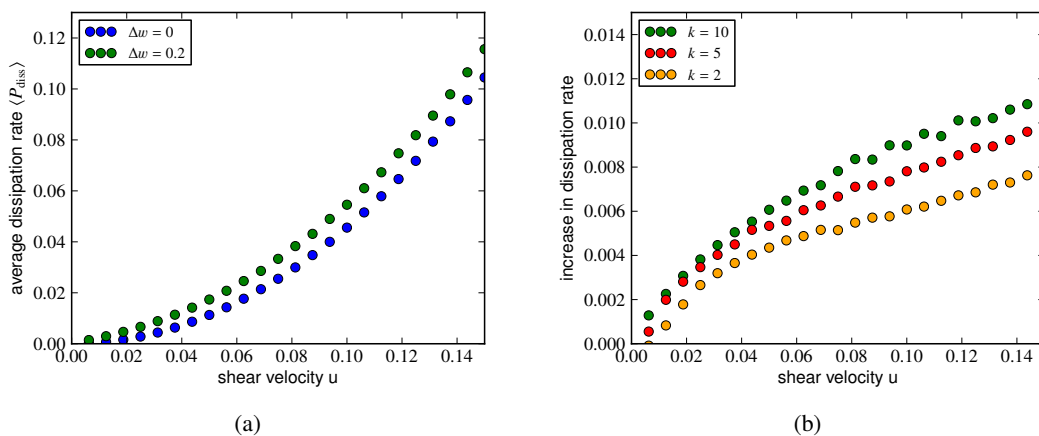 Δw = 0
Δw = 0.2
0.12
0.10
0.08
0.06
0.04
0.02
0.00
average dissipation rate ⟨P_diss⟩
0.00 0.02 0.04 0.06 0.08 0.10 0.12 0.14
shear velocity u
(a)
k = 10
k = 5
k = 2
0.014
0.012
0.010
0.008
0.006
0.004
0.002
0.000
increase in dissipation rate
0.00 0.02 0.04 0.06 0.08 0.10 0.12 0.14
shear velocity u
(b)